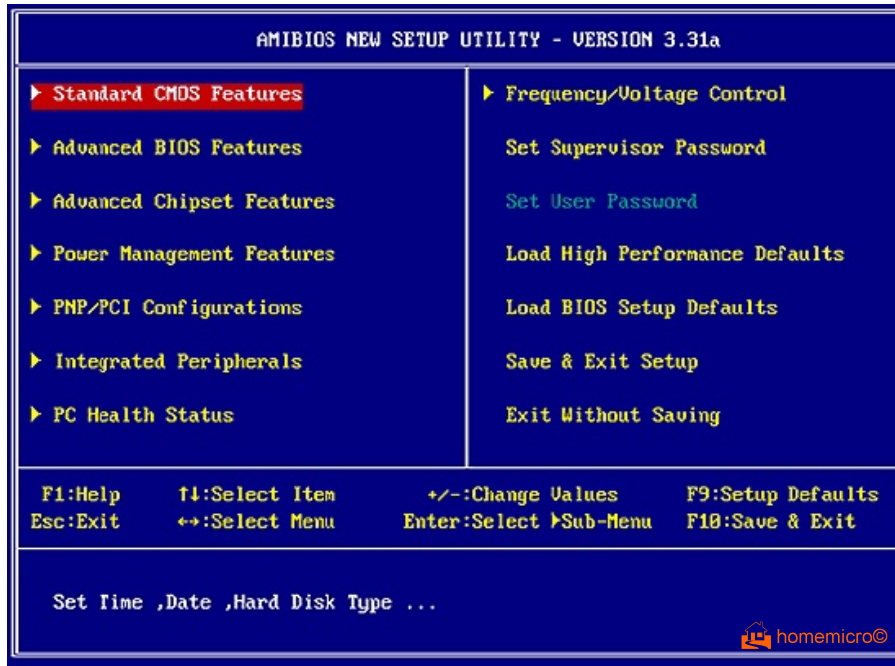 AMIBIOS NEW SETUP UTILITY - VERSION 3.31a
Standard CMOS Features
Advanced BIOS Features
Advanced Chipset Features
Power Management Features
PNP/PCI Configurations
Integrated Peripherals
PC Health Status
Frequency/Voltage Control
Set Supervisor Password
Set User Password
Load High Performance Defaults
Load BIOS Setup Defaults
Save & Exit Setup
Exit Without Saving
F1:Help ↑↓:Select Item +/-:Change Values F9:Setup Defaults
Esc:Exit ↔:Select Menu Enter:Select ▶Sub-Menu F10:Save & Exit
Set Time ,Date ,Hard Disk Type ...
homemicro©